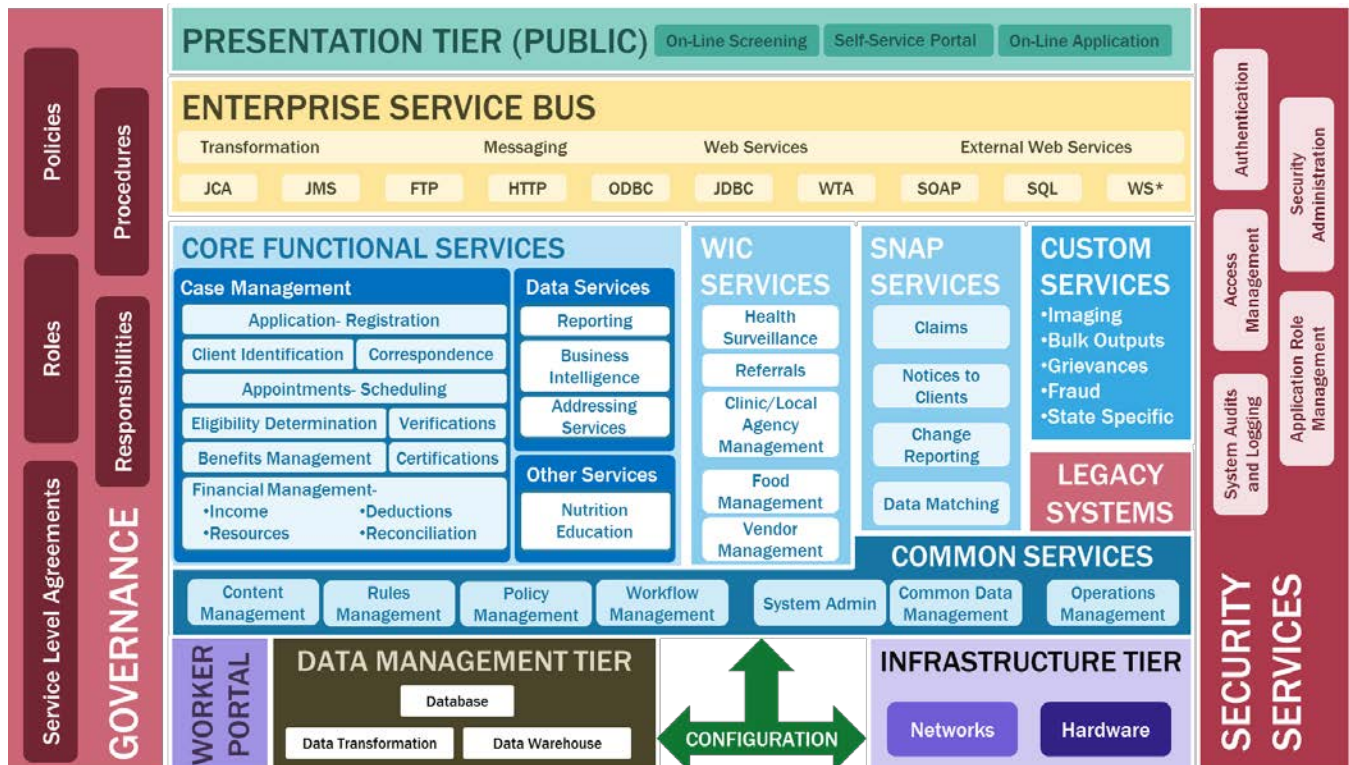 Policies
Roles
Service Level Agreements
Procedures
Responsibilities
GOVERNANCE
PRESENTATION TIER (PUBLIC)
On-Line Screening
Self-Service Portal
On-Line Application
ENTERPRISE SERVICE BUS
Transformation
Messaging
Web Services
External Web Services
JCA
JMS
FTP
HTTP
ODBC
JDBC
WTA
SOAP
SQL
WS*
CORE FUNCTIONAL SERVICES
Case Management
Application- Registration
Client Identification
Correspondence
Appointments- Scheduling
Eligibility Determination
Verifications
Benefits Management
Certifications
Financial Management-
•Income
•Deductions
•Resources
•Reconciliation
Data Services
Reporting
Business
Intelligence
Addressing
Services
Other Services
Nutrition
Education
WIC
SERVICES
Health
Surveillance
Referrals
Clinic/Local
Agency
Management
Food
Management
Vendor
Management
SNAP
SERVICES
Claims
Notices to
Clients
Change
Reporting
Data Matching
CUSTOM
SERVICES
•Imaging
•Bulk Outputs
•Grievances
•Fraud
•State Specific
LEGACY
SYSTEMS
COMMON SERVICES
Content
Management
Rules
Management
Policy
Management
Workflow
Management
System Admin
Common Data
Management
Operations
Management
WORKER
PORTAL
DATA MANAGEMENT TIER
Database
Data Transformation
Data Warehouse
CONFIGURATION
INFRASTRUCTURE TIER
Networks
Hardware
Authentication
Access
Management
System Audits
and Logging
Security
Administration
Application Role
Management
SECURITY
SERVICES